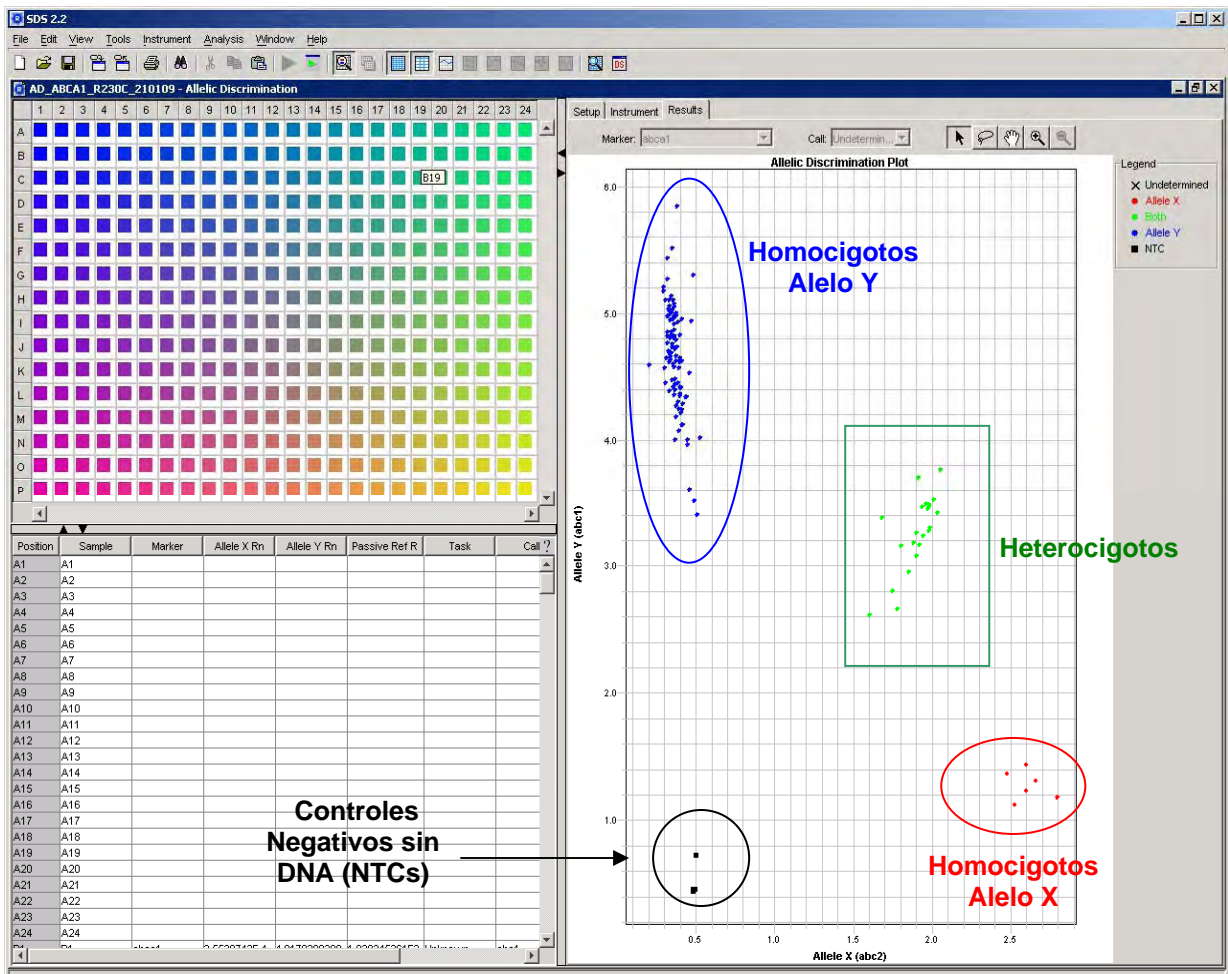 SDS 2.2
File Edit View Tools Instrument Analysis Window Help
DS
AD_ABCA1_R230C_210109 - Allelic Discrimination
1 2 3 4 5 6 7 8 9 10 11 12 13 14 15 16 17 18 19 20 21 22 23 24
A
B
C
B19
D
E
F
G
H
I
J
K
L
M
N
O
P
Position Sample Marker Allele X Rn Allele Y Rn Passive Ref R Task Call ?
A1 A1
A2 A2
A3 A3
A4 A4
A5 A5
A6 A6
A7 A7
A8 A8
A9 A9
A10 A10
A11 A11
A12 A12
A13 A13
A14 A14
A15 A15
A16 A16
A17 A17
A18 A18
A19 A19
A20 A20
A21 A21
A22 A22
A23 A23
A24 A24
Controles
Negativos sin
DNA (NTCs)
Setup Instrument Results
Marker: abca1 Call: Undetermin...
Allelic Discrimination Plot
6.0
5.0
4.0
3.0
2.0
1.0
Allele Y (abc1)
Homocigotos
Alelo Y
Heterocigotos
Homocigotos
Alelo X
0.5 1.0 1.5 2.0 2.5
Allele X (abc2)
Legend
Undetermined
Allele X
Both
Allele Y
NTC